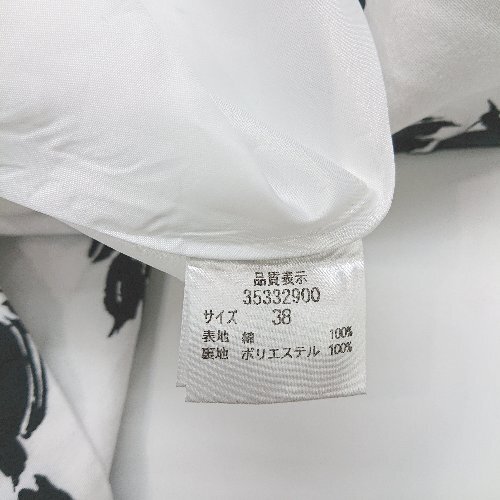 品質表示
35332900
サイズ 38
表地 綿 100%
裏地 ポリエステル 100%